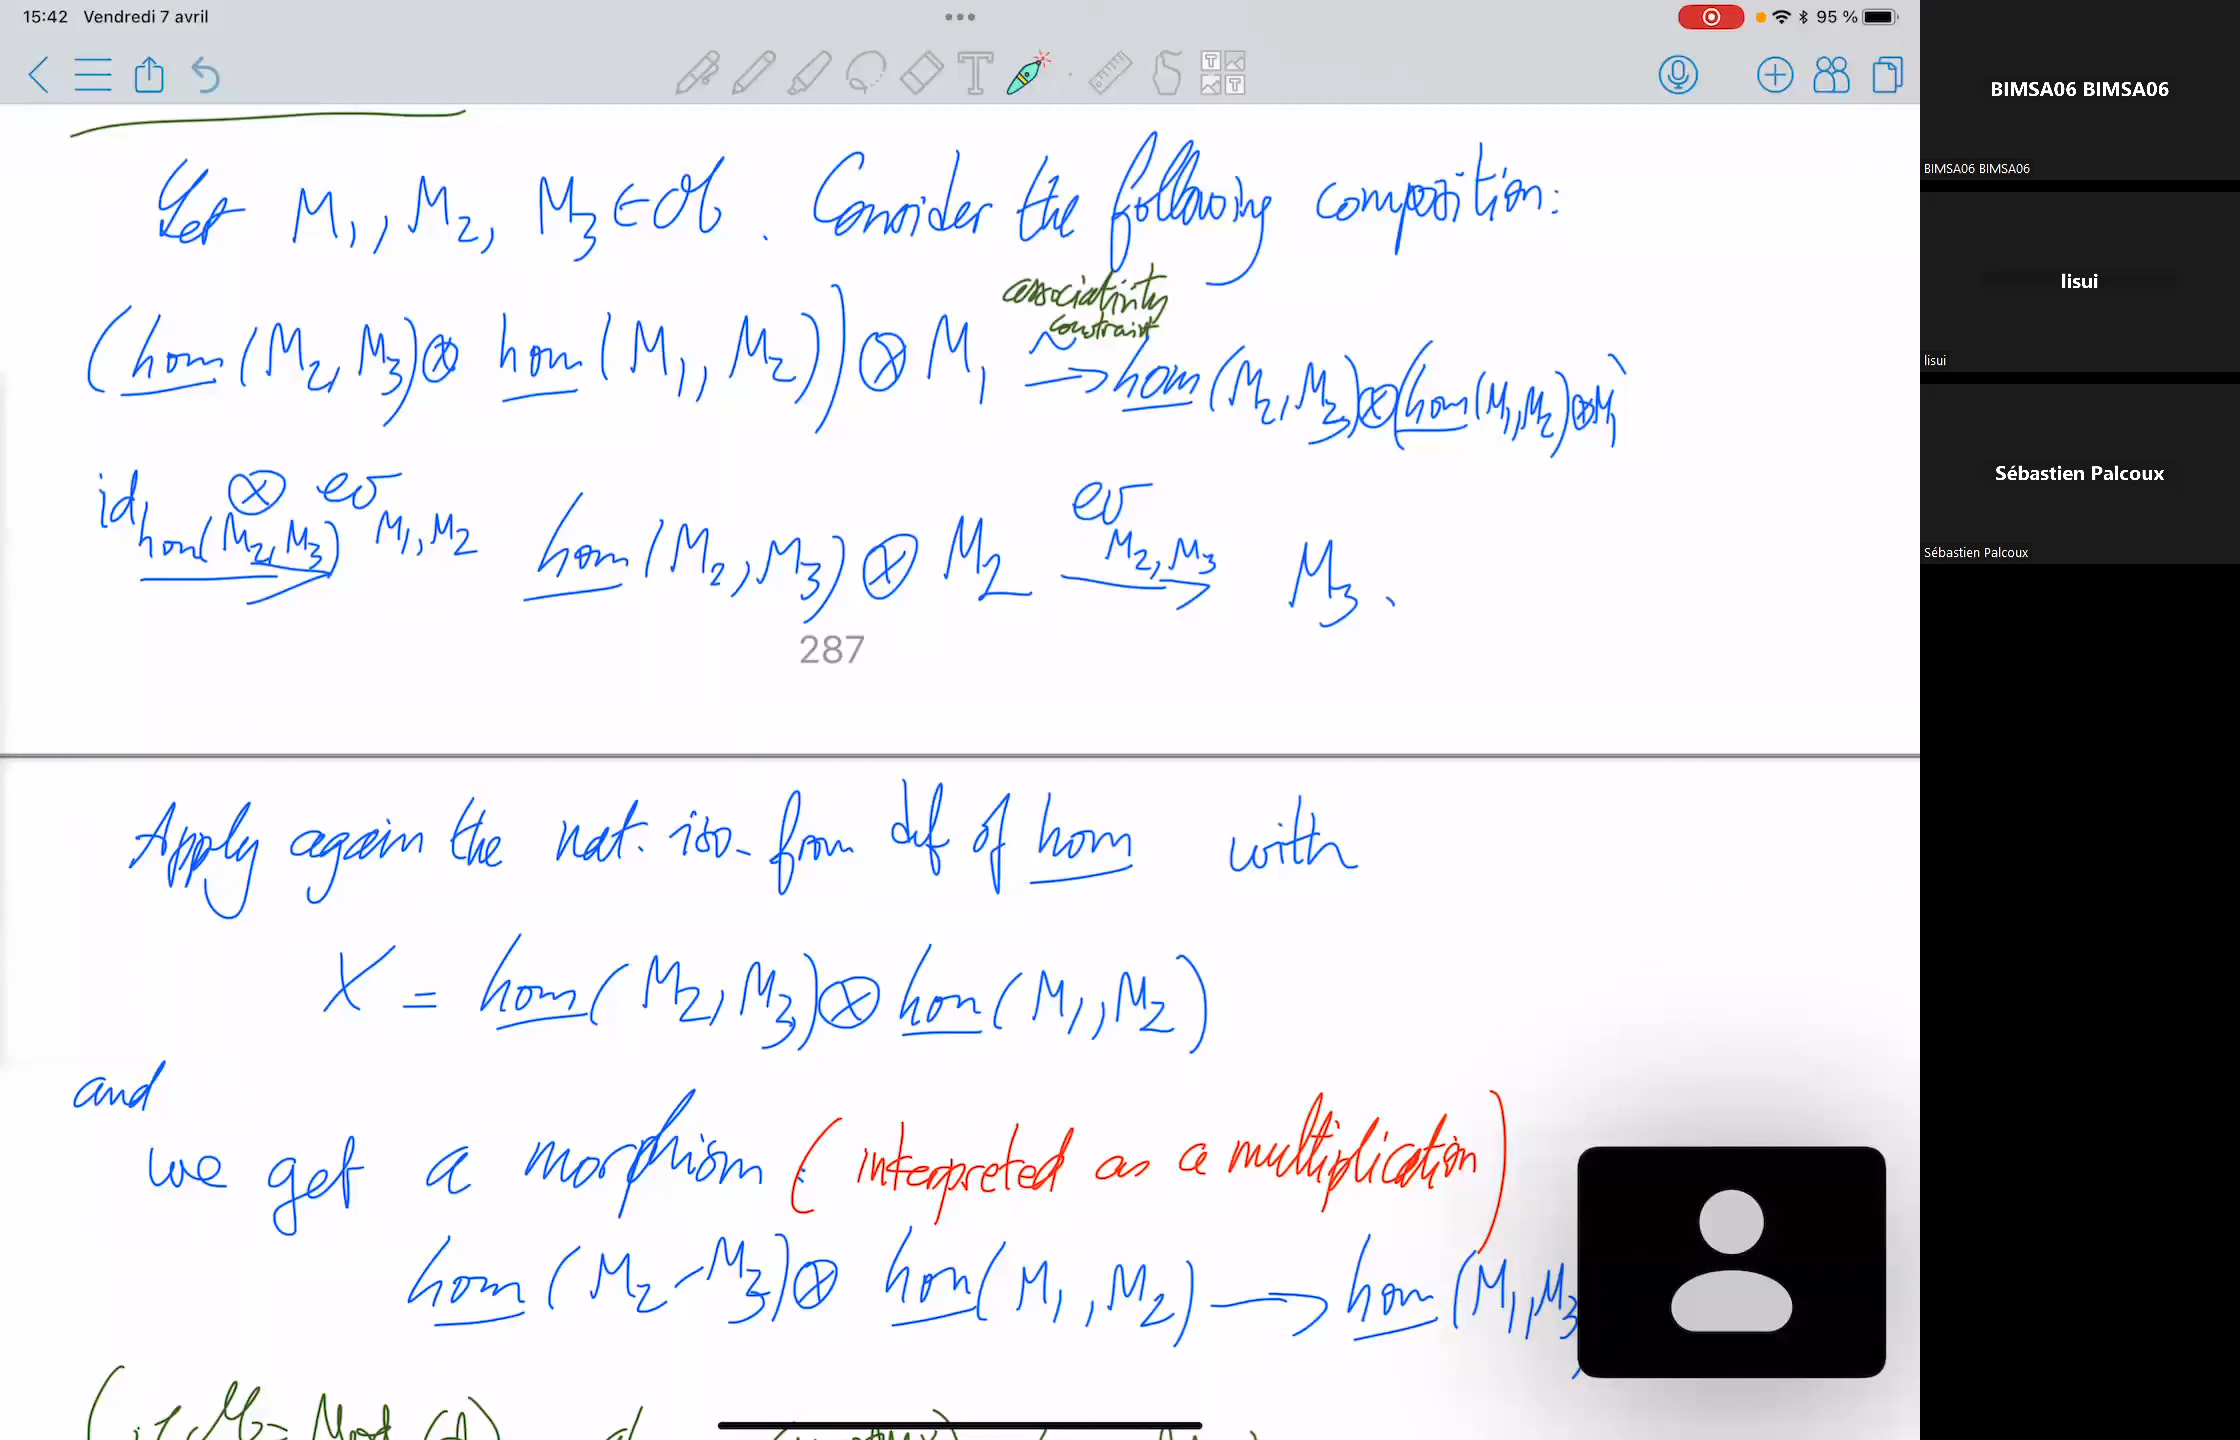 15:42 Vendredi 7 avril
95 %
Let M₁, M₂, M₃ ∈ ℳ. Consider the following composition:
associativity
constraint
(hom(M₂, M₃) ⊗ hom(M₁, M₂)) ⊗ M₁ ~→ hom(M₂, M₃) ⊗ (hom(M₁, M₂) ⊗ M₁
id_hom(M₂, M₃) ⊗ ev_M₁, M₂ → hom(M₂, M₃) ⊗ M₂ ev_M₂, M₃ → M₃.
287
Apply again the nat. iso. from def of hom with
X = hom(M₂, M₃) ⊗ hom(M₁, M₂)
and
we get a morphism (interpreted as a multiplication)
hom(M₂, M₃) ⊗ hom(M₁, M₂) → hom(M₁, M₃
BIMSA06 BIMSA06
BIMSA06 BIMSA06
lisui
lisui
Sébastien Palcoux
Sébastien Palcoux